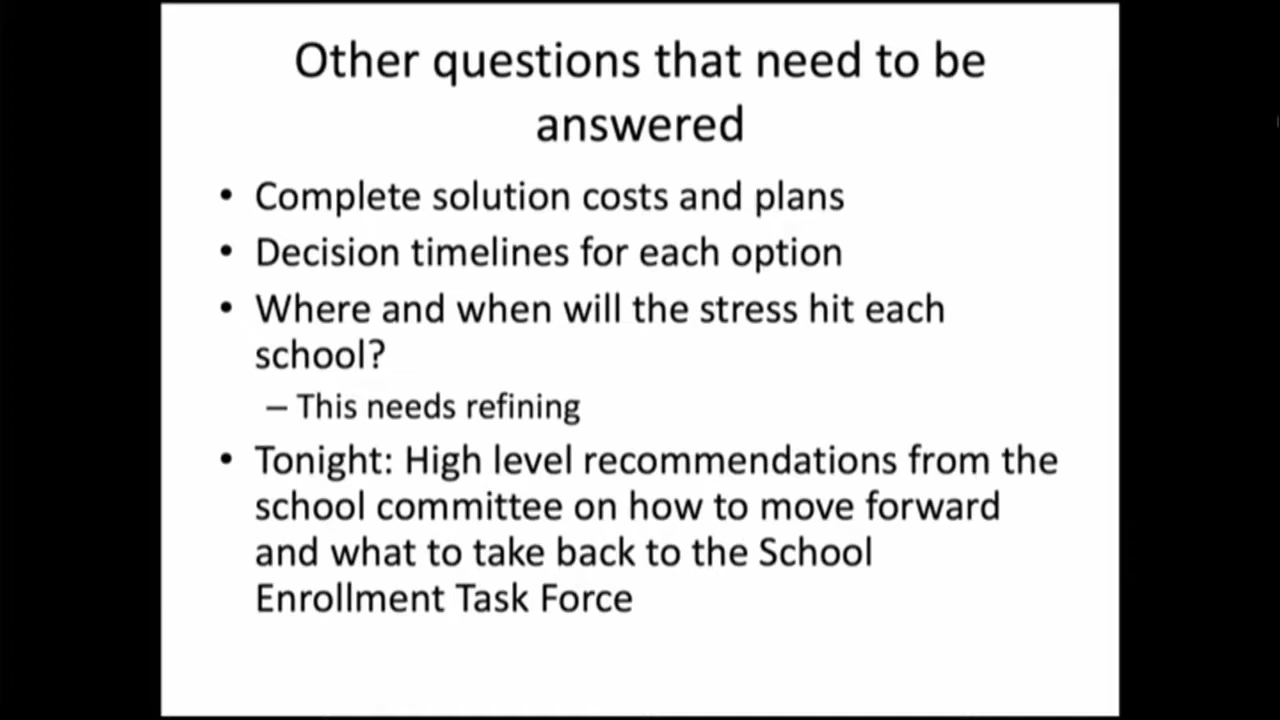 Other questions that need to be
answered
• Complete solution costs and plans
• Decision timelines for each option
• Where and when will the stress hit each
school?
– This needs refining
• Tonight: High level recommendations from the
school committee on how to move forward
and what to take back to the School
Enrollment Task Force